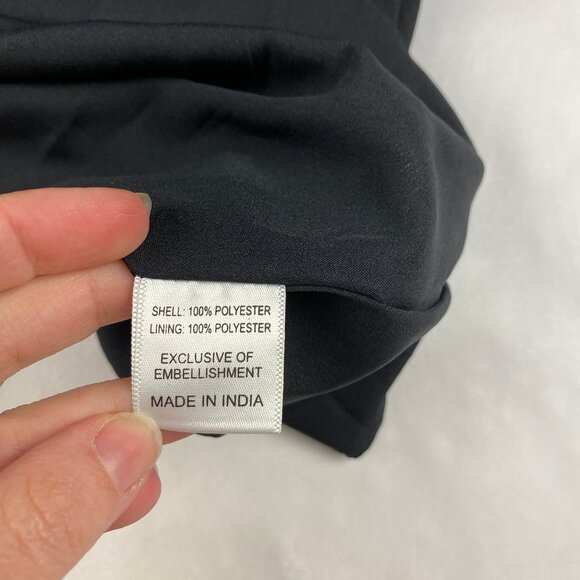 SHELL: 100% POLYESTER
LINING: 100% POLYESTER
EXCLUSIVE OF
EMBELLISHMENT
MADE IN INDIA